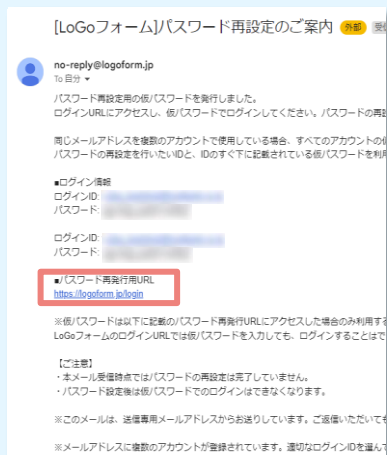 [LoGoフォーム]パスワード再設定のご案内 外部 受信
no-reply@logoform.jp
To 自分
パスワード再設定用の仮パスワードを発行しました。
ログインURLにアクセスし、仮パスワードでログインしてください。パスワードの再設
同じメールアドレスを複数のアカウントで使用している場合、すべてのアカウントの
パスワードの再設定を行いたいIDと、IDのすぐ下に記載されている仮パスワードを利用
■ログイン情報
ログインID:
パスワード:
ログインID:
パスワード:
■パスワード再発行用URL
https://logoform.jp/login
※仮パスワードは以下に記載のパスワード再発行URLにアクセスした場合のみ利用する
LoGoフォームのログインURLでは仮パスワードを入力しても、ログインすることはで
【ご注意】
・本メール受信時点ではパスワードの再設定は完了していません。
・パスワード設定後は仮パスワードでのログインはできなくなります。
※このメールは、送信専用メールアドレスからお送りしています。ご返信いただいても
※メールアドレスに複数のアカウントが登録されています。適切なログインIDを選んで